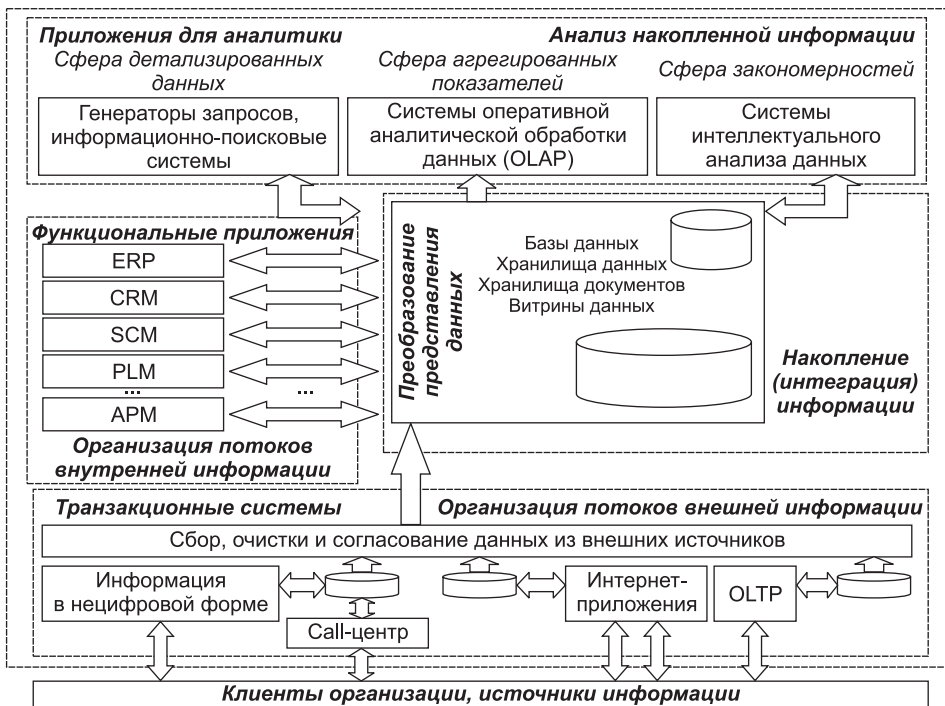 Приложения для аналитики
Анализ накопленной информации
Сфера детализированных
данных
Сфера агрегированных
показателей
Сфера закономерностей
Генераторы запросов,
информационно-поисковые
системы
Системы оперативной
аналитической обработки
данных (OLAP)
Системы
интеллектуального
анализа данных
Функциональные приложения
ERP
CRM
SCM
PLM
...
...
АРМ
Организация потоков
внутренней информации
Преобразование
представления
данных
Базы данных
Хранилища данных
Хранилища документов
Витрины данных
Накопление
(интеграция)
информации
Транзакционные системы
Организация потоков внешней информации
Сбор, очистки и согласование данных из внешних источников
Информация
в нецифровой форме
Call-центр
Интернет-
приложения
OLTP
Клиенты организации, источники информации